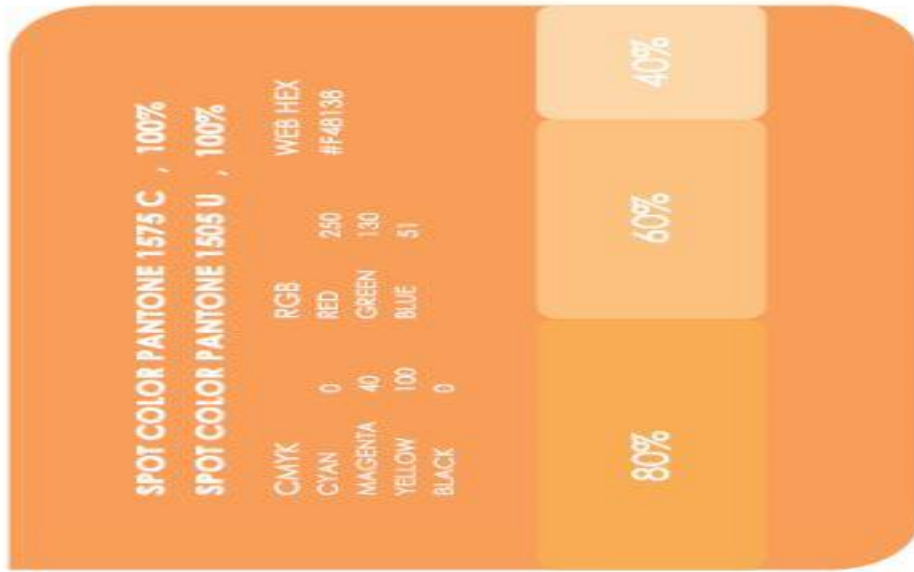 SPOT COLOR PANTONE 1575 C , 100%
SPOT COLOR PANTONE 1505 U , 100%
CMYK RGB WEB HEX
CYAN 0 RED 250 #F48138
MAGENTA 40 GREEN 130
YELLOW 100 BLUE 51
BLACK 0
80% 60% 40%